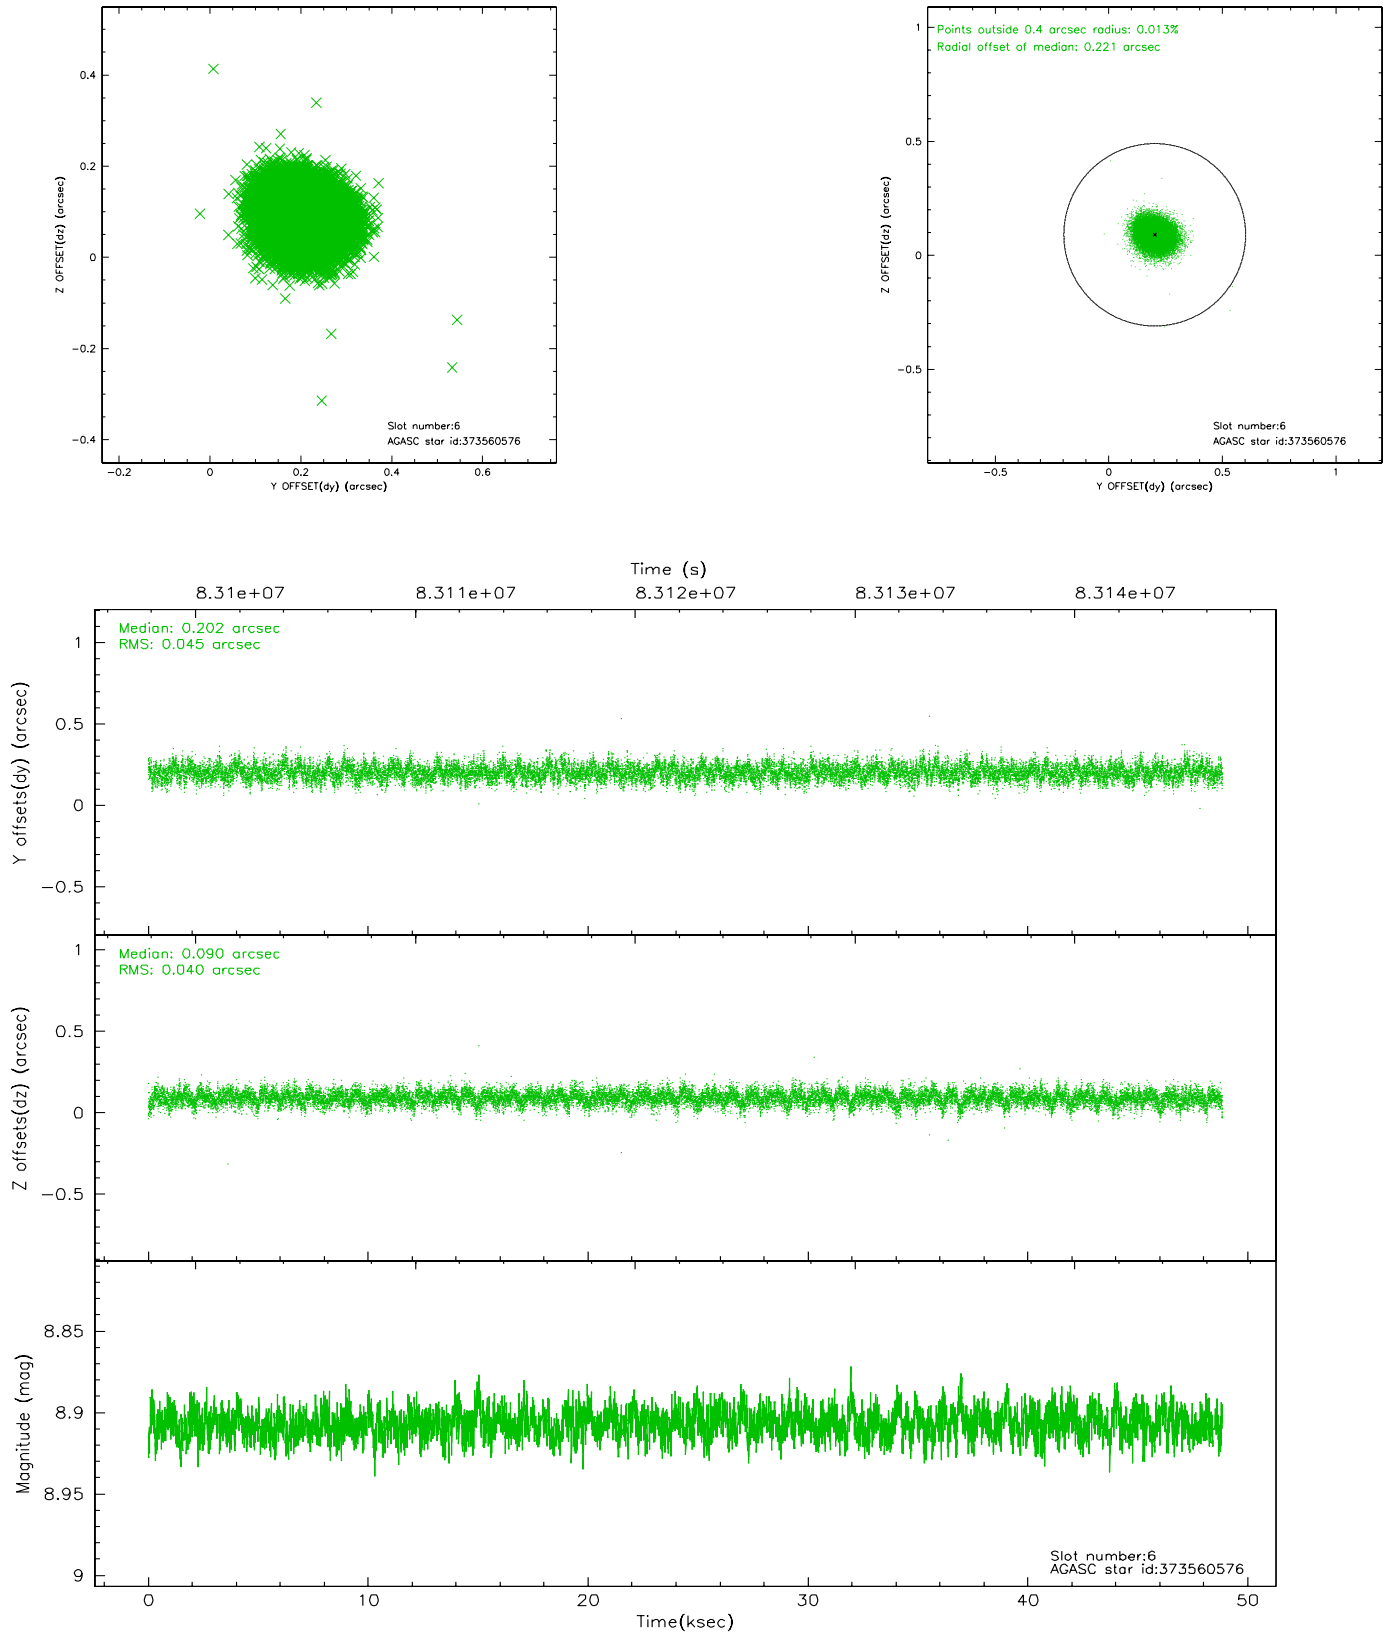 0.4
0.2
0
−0.2
−0.4
Z OFFSET(dz) (arcsec)
Slot number:6
AGASC star id:373560576
−0.2 0 0.2 0.4 0.6
Y OFFSET(dy) (arcsec)
Points outside 0.4 arcsec radius: 0.013%
Radial offset of median: 0.221 arcsec
1
0.5
0
−0.5
Z OFFSET(dz) (arcsec)
Slot number:6
AGASC star id:373560576
−0.5 0 0.5 1
Y OFFSET(dy) (arcsec)
Time (s)
8.31e+07 8.311e+07 8.312e+07 8.313e+07 8.314e+07
Median: 0.202 arcsec
RMS: 0.045 arcsec
1
0.5
0
−0.5
Y offsets(dy) (arcsec)
Median: 0.090 arcsec
RMS: 0.040 arcsec
1
0.5
0
−0.5
Z offsets(dz) (arcsec)
8.85
8.9
8.95
9
Magnitude (mag)
Slot number:6
AGASC star id:373560576
0 10 20 30 40 50
Time(ksec)